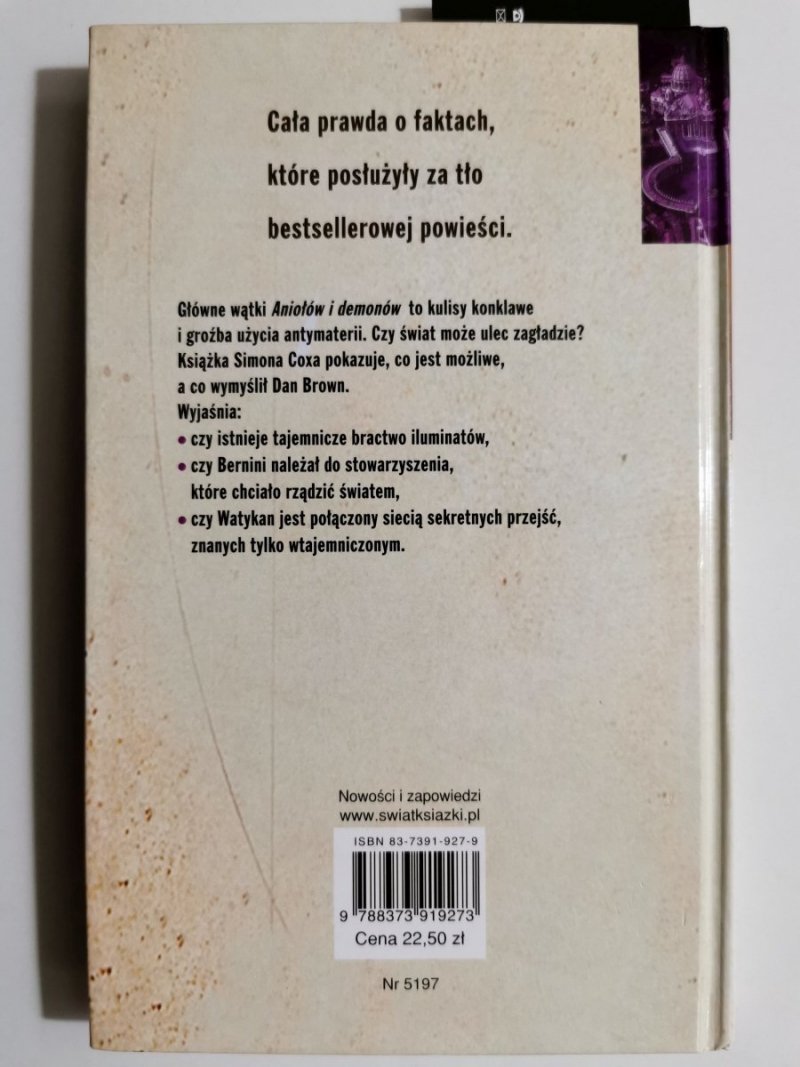 Cała prawda o faktach,
które posłużyły za tło
bestsellerowej powieści.
Główne wątki Aniołów i demonów to kulisy konklawe
i groźba użycia antymaterii. Czy świat może ulec zagładzie?
Książka Simona Coxa pokazuje, co jest możliwe,
a co wymyślił Dan Brown.
Wyjaśnia:
• czy istnieje tajemnicze bractwo iluminatów,
• czy Bernini należał do stowarzyszenia,
które chciało rządzić światem,
• czy Watykan jest połączony siecią sekretnych przejść,
znanych tylko wtajemniczonym.
Nowości i zapowiedzi
www.swiatksiazki.pl
ISBN 83-7391-927-9
9 788373 919273
Cena 22,50 zł
Nr 5197